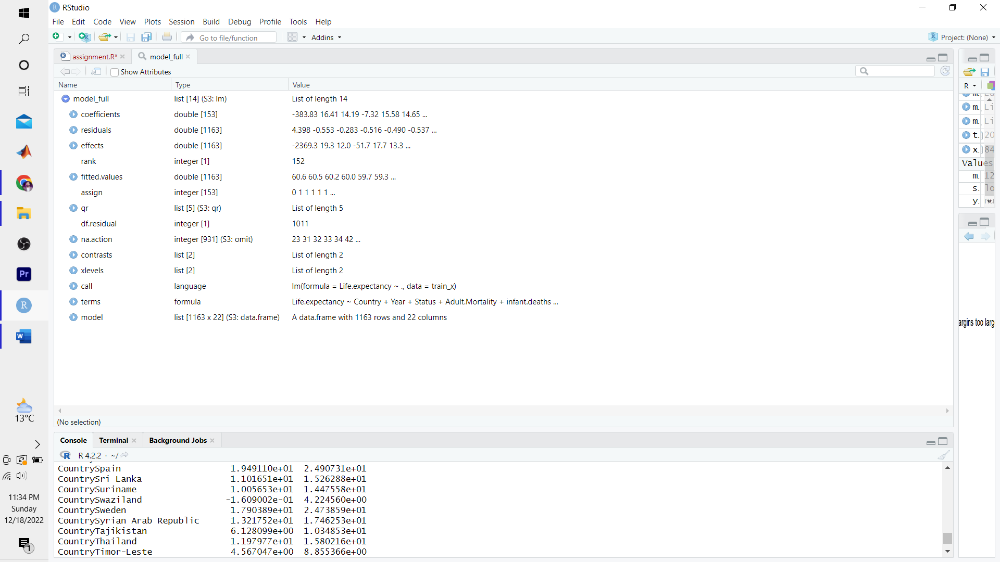 RStudio
File Edit Code View Plots Session Build Debug Profile Tools Help
Go to file/function
Addins
Project: (None)
assignment.R*
model_full
Show Attributes
Name Type Value
model_full list [14] (S3: lm) List of length 14
coefficients double [153] -383.83 16.41 14.19 -7.32 15.58 14.65 ...
residuals double [1163] 4.398 -0.553 -0.283 -0.516 -0.490 -0.537 ...
effects double [1163] -2369.3 19.3 12.0 -51.7 17.7 13.3 ...
rank integer [1] 152
fitted.values double [1163] 60.6 60.5 60.2 60.0 59.7 59.3 ...
assign integer [153] 0 1 1 1 1 1 ...
qr list [5] (S3: qr) List of length 5
df.residual integer [1] 1011
na.action integer [931] (S3: omit) 23 31 32 33 34 42 ...
contrasts list [2] List of length 2
xlevels list [2] List of length 2
call language lm(formula = Life.expectancy ~ ., data = train_x)
terms formula Life.expectancy ~ Country + Year + Status + Adult.Mortality + infant.deaths ...
model list [1163 x 22] (S3: data.frame) A data.frame with 1163 rows and 22 columns
(No selection)
Console Terminal Background Jobs
R 4.2.2 · ~/
CountrySpain 1.949110e+01 2.490731e+01
CountrySri Lanka 1.101651e+01 1.526288e+01
CountrySuriname 1.005653e+01 1.447558e+01
CountrySwaziland -1.609002e-01 4.224560e+00
CountrySweden 1.790389e+01 2.473859e+01
CountrySyrian Arab Republic 1.321752e+01 1.746253e+01
CountryTajikistan 6.128099e+00 1.034853e+01
CountryThailand 1.197977e+01 1.580216e+01
CountryTimor-Leste 4.567047e+00 8.855366e+00
R
m. Li
m. Li
t. 20
x. 84
Values
m. 12
s. lo
y. nu
argins too larg
Pr
R
W
13°C
11:34 PM
Sunday
12/18/2022
1